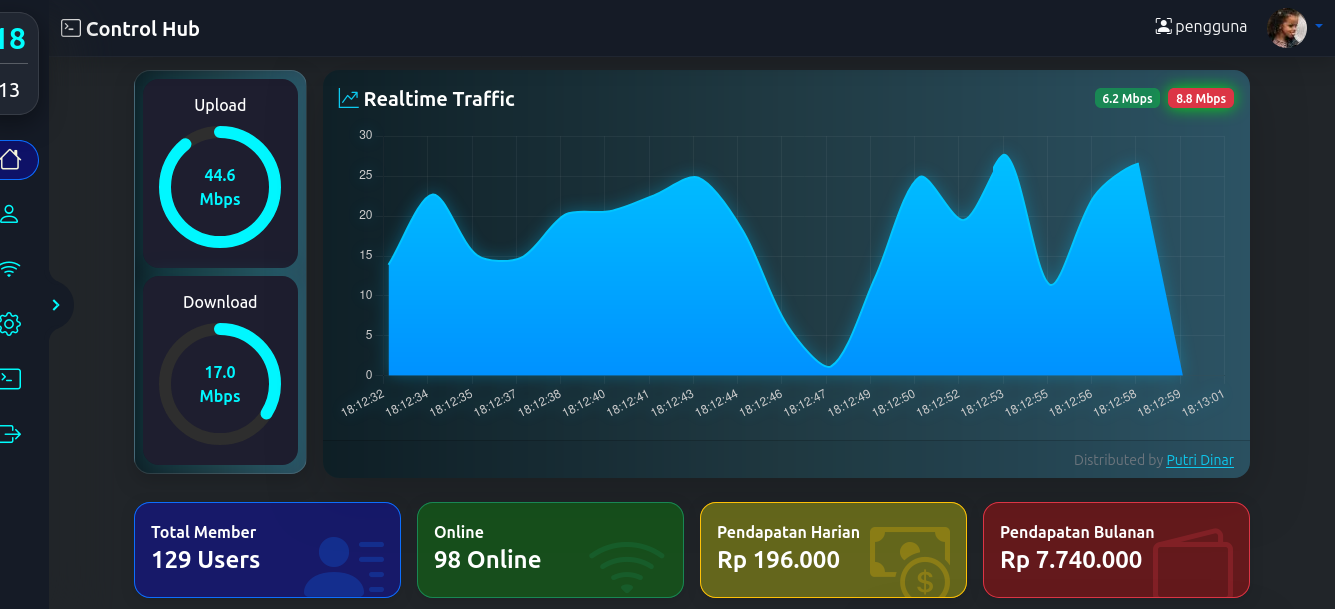 18
13
Control Hub
pengguna
Upload
44.6
Mbps
Download
17.0
Mbps
Realtime Traffic
6.2 Mbps
8.8 Mbps
30
25
20
15
10
5
0
18:12:32
18:12:34
18:12:35
18:12:37
18:12:38
18:12:40
18:12:41
18:12:43
18:12:44
18:12:46
18:12:47
18:12:49
18:12:50
18:12:52
18:12:53
18:12:55
18:12:56
18:12:58
18:12:59
18:13:01
Distributed by Putri Dinar
Total Member
129 Users
Online
98 Online
Pendapatan Harian
Rp 196.000
Pendapatan Bulanan
Rp 7.740.000